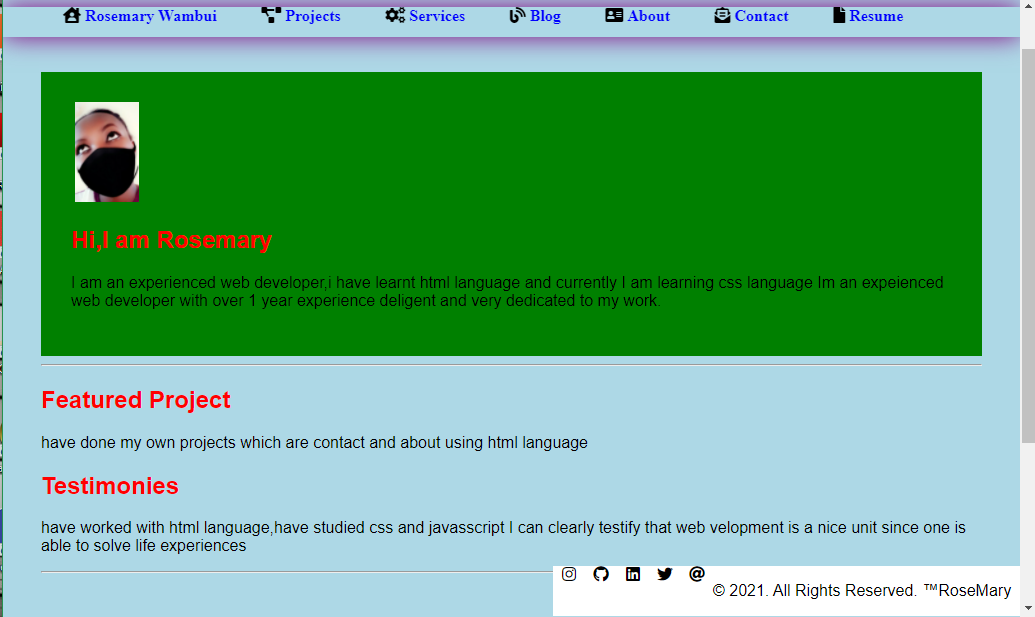 Rosemary Wambui Projects Services Blog About Contact Resume
Hi,I am Rosemary
I am an experienced web developer,i have learnt html language and currently I am learning css language Im an expeienced
web developer with over 1 year experience deligent and very dedicated to my work.
Featured Project
have done my own projects which are contact and about using html language
Testimonies
have worked with html language,have studied css and javasscript I can clearly testify that web velopment is a nice unit since one is
able to solve life experiences
© 2021. All Rights Reserved. ™RoseMary